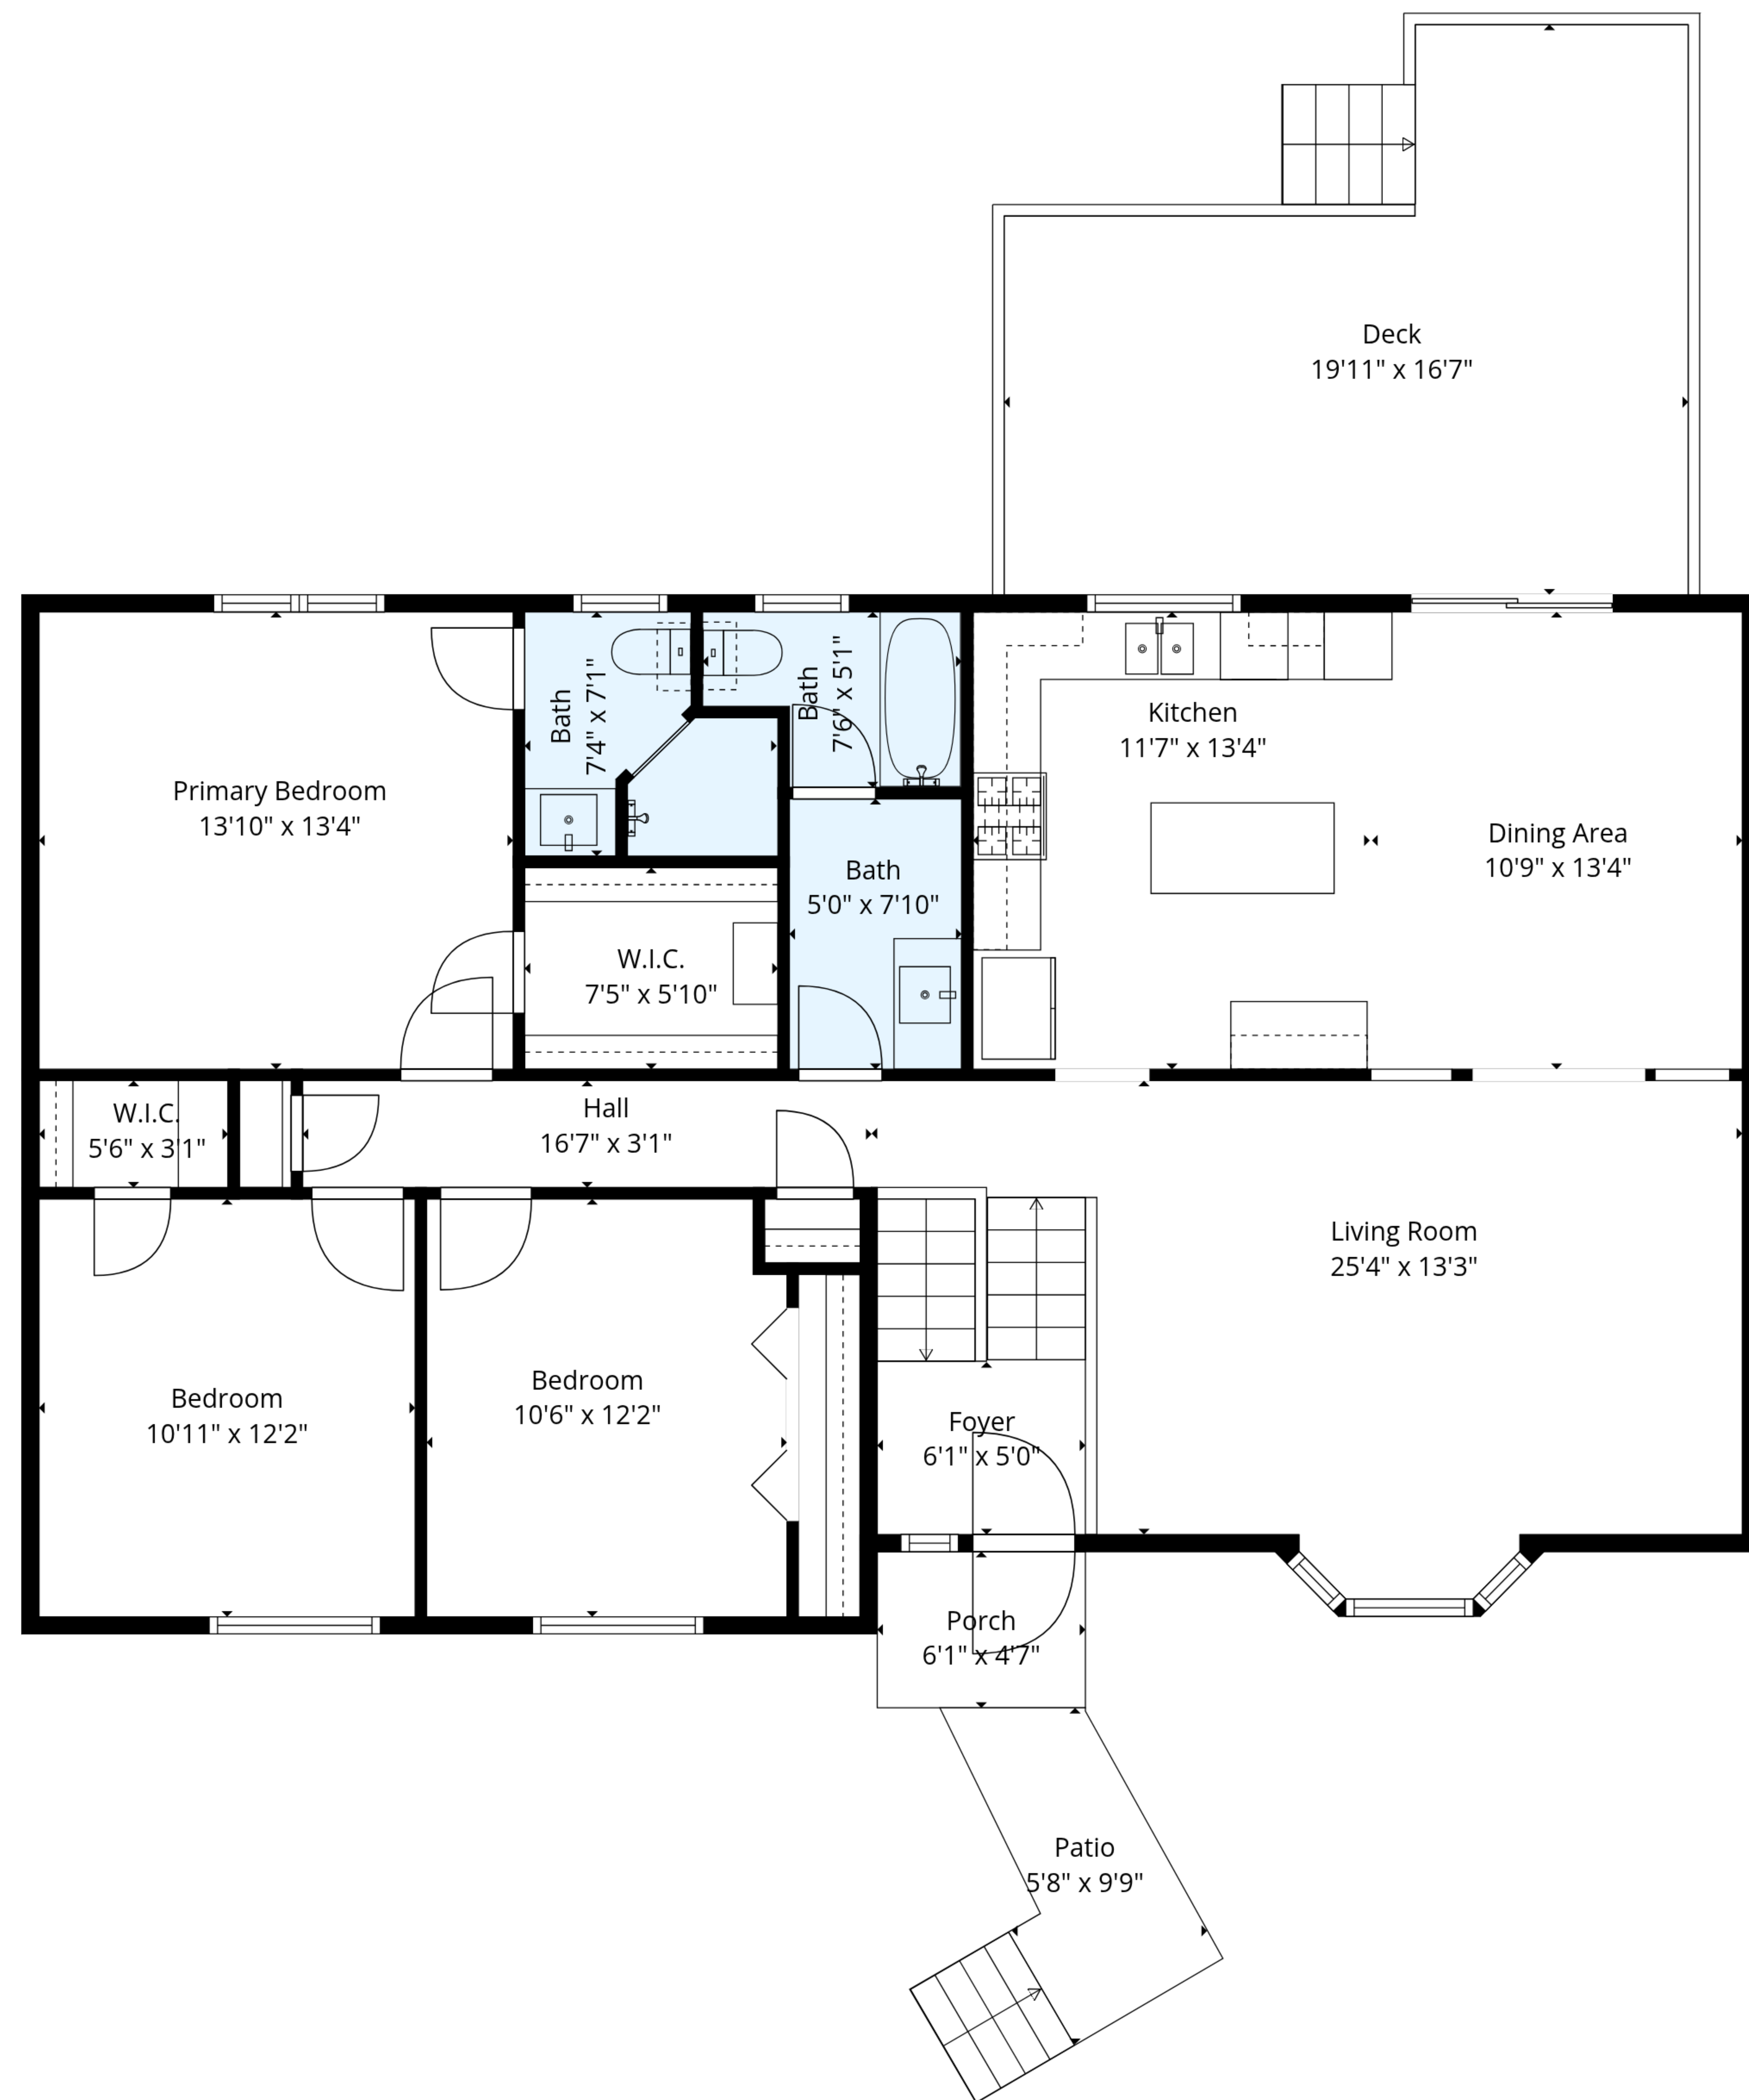 Deck
19'11" x 16'7"
Bath
7'4" x 7'1"
Bath
7'6" x 5'1"
Kitchen
11'7" x 13'4"
Primary Bedroom
13'10" x 13'4"
Dining Area
10'9" x 13'4"
Bath
5'0" x 7'10"
W.I.C.
7'5" x 5'10"
W.I.C.
5'6" x 3'1"
Hall
16'7" x 3'1"
Living Room
25'4" x 13'3"
Bedroom
10'11" x 12'2"
Bedroom
10'6" x 12'2"
Foyer
6'1" x 5'0"
Porch
6'1" x 4'7"
Patio
5'8" x 9'9"